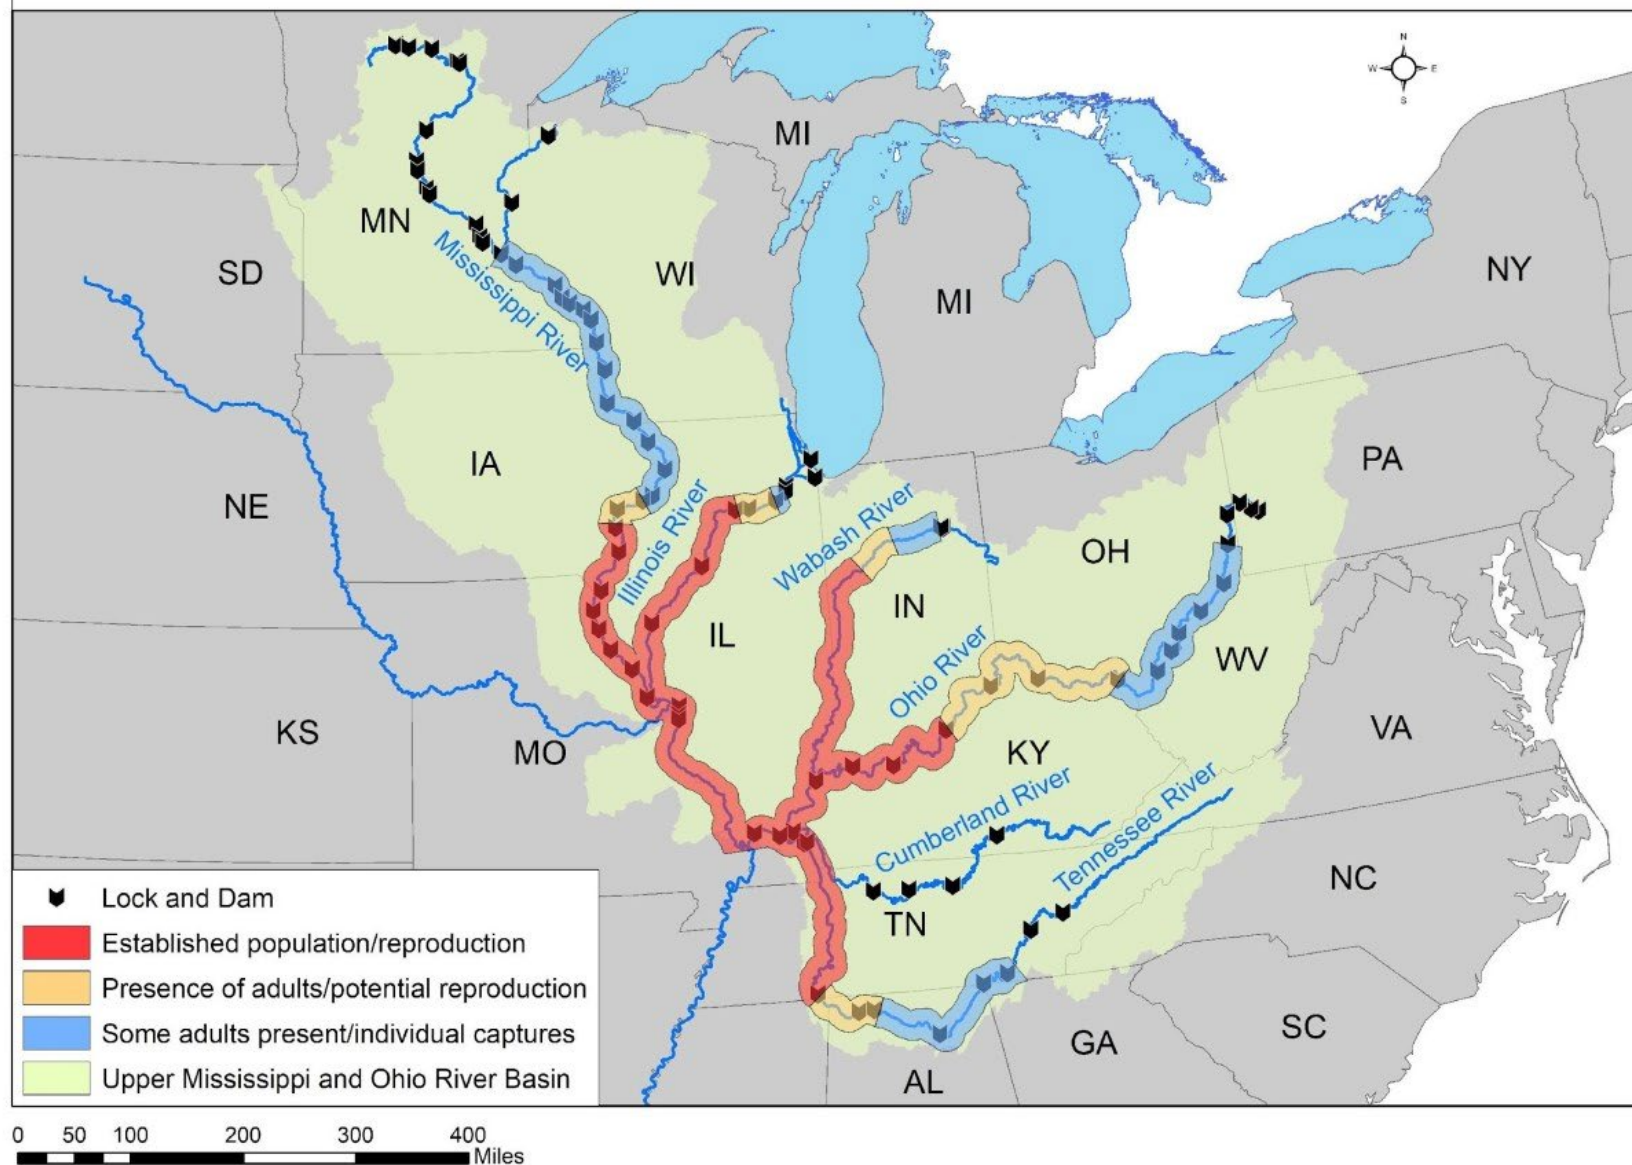 N
W
E
S
MI
MN
SD
WI
MI
NY
Mississippi River
IA
PA
NE
Illinois River
Wabash River
OH
IN
IL
Ohio River
WV
KS
MO
KY
VA
Cumberland River
Tennessee River
NC
TN
SC
GA
AL
Lock and Dam
Established population/reproduction
Presence of adults/potential reproduction
Some adults present/individual captures
Upper Mississippi and Ohio River Basin
0 50 100 200 300 400
Miles